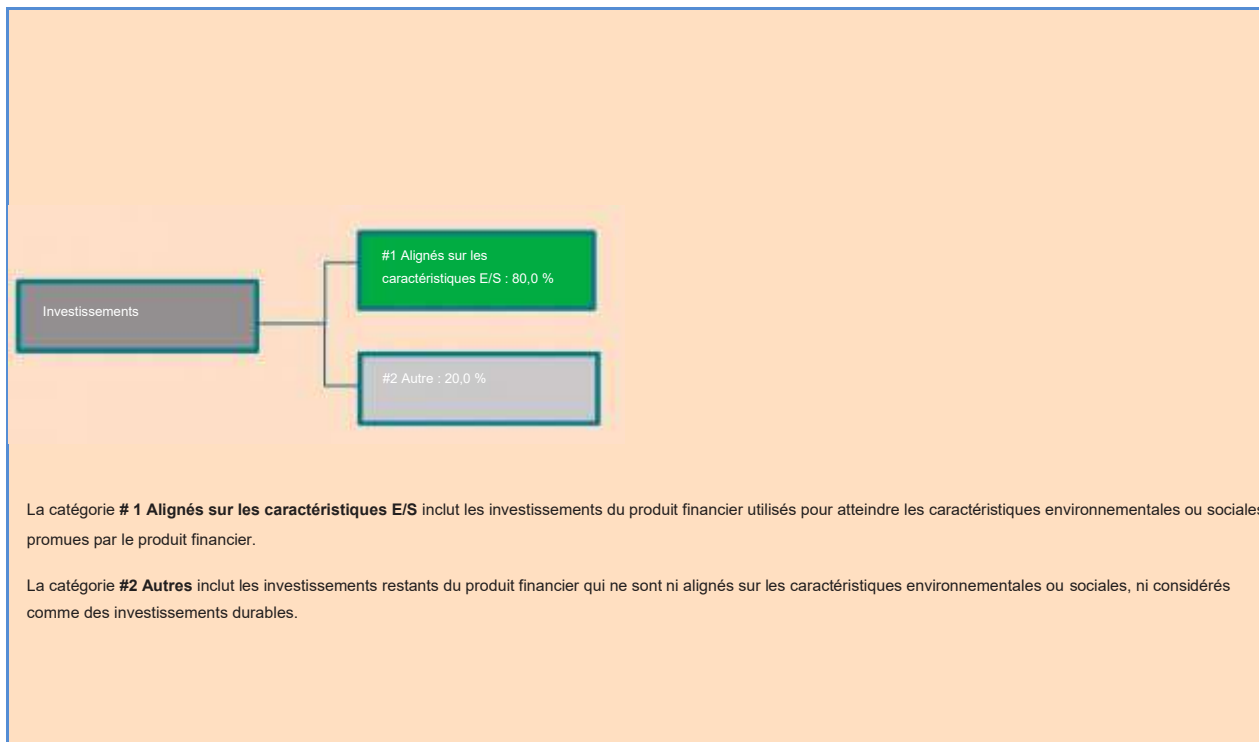 #1 Alignés sur les
caractéristiques E/S : 80,0 %
Investissements
#2 Autre : 20,0 %
La catégorie # 1 Alignés sur les caractéristiques E/S inclut les investissements du produit financier utilisés pour atteindre les caractéristiques environnementales ou sociales
promues par le produit financier.
La catégorie #2 Autres inclut les investissements restants du produit financier qui ne sont ni alignés sur les caractéristiques environnementales ou sociales, ni considérés
comme des investissements durables.